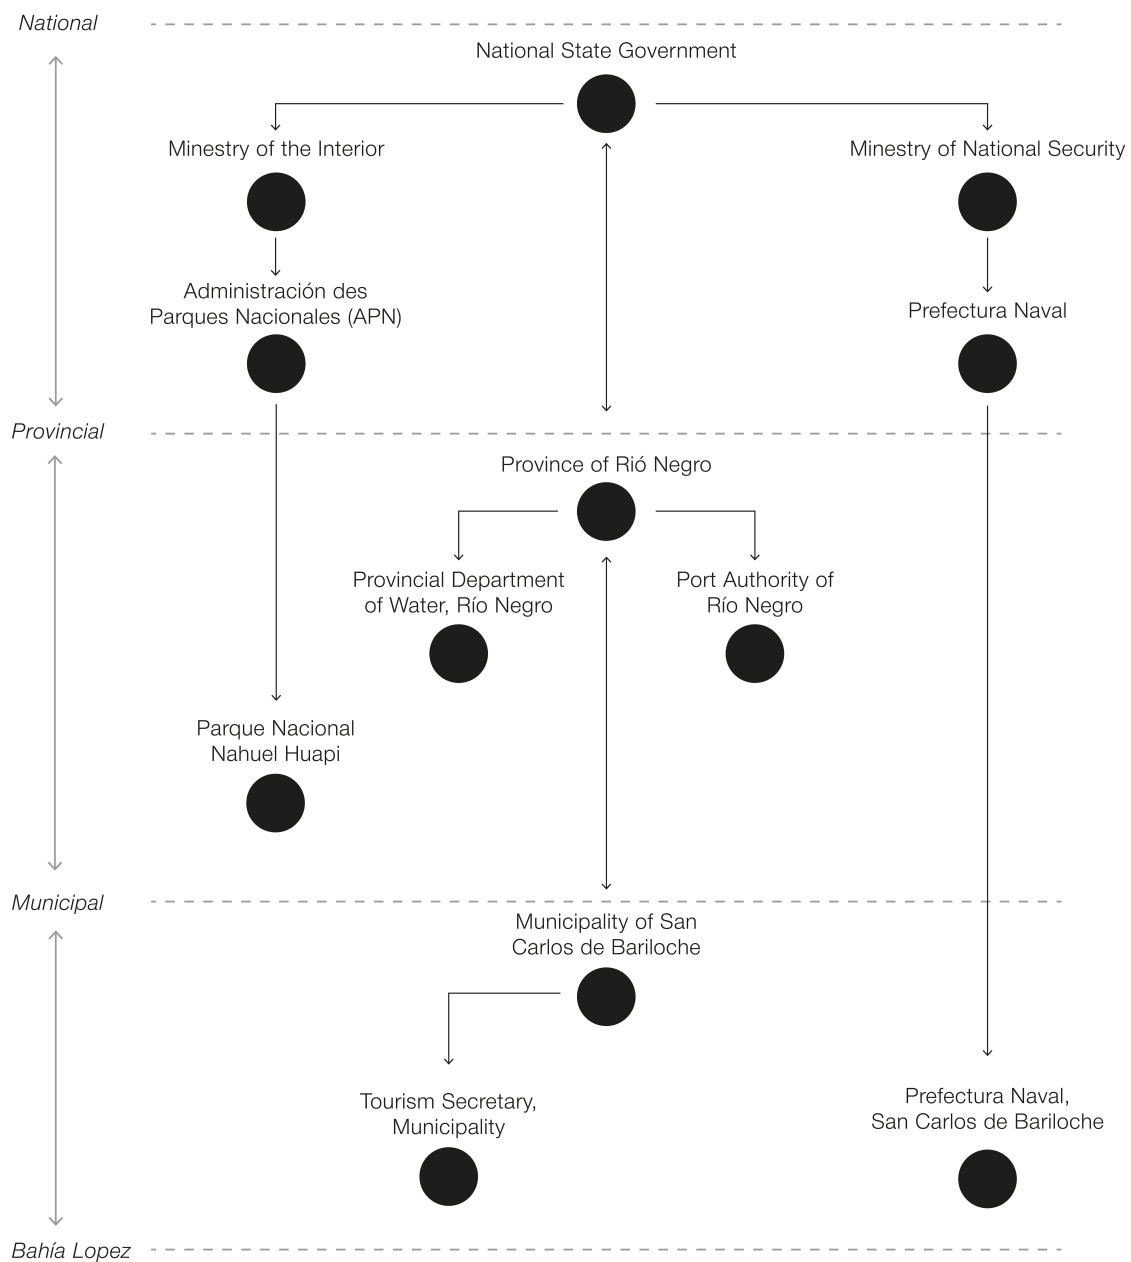 National
National State Government
Minestry of the Interior
Minestry of National Security
Administración des
Parques Nacionales (APN)
Prefectura Naval
Provincial
Province of Rió Negro
Provincial Department
of Water, Río Negro
Port Authority of
Río Negro
Parque Nacional
Nahuel Huapi
Municipal
Municipality of San
Carlos de Bariloche
Tourism Secretary,
Municipality
Prefectura Naval,
San Carlos de Bariloche
Bahía Lopez